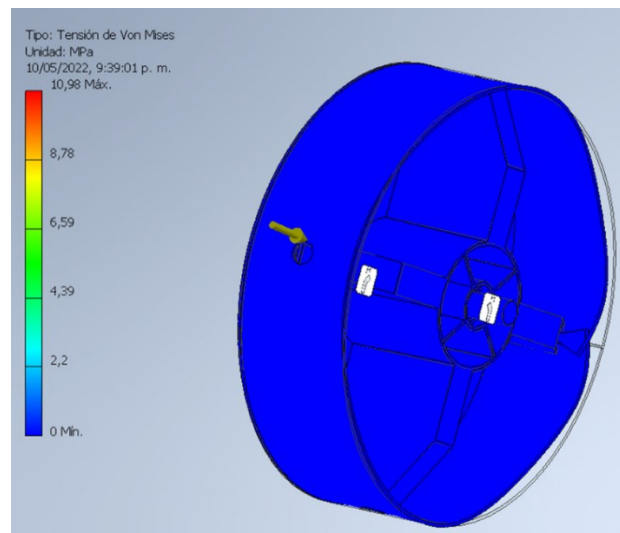 Tipo: Tensión de Von Mises
Unidad: MPa
10/05/2022, 9:39:01 p. m.
10,98 Máx.
8,78
6,59
4,39
2,2
0 Mín.